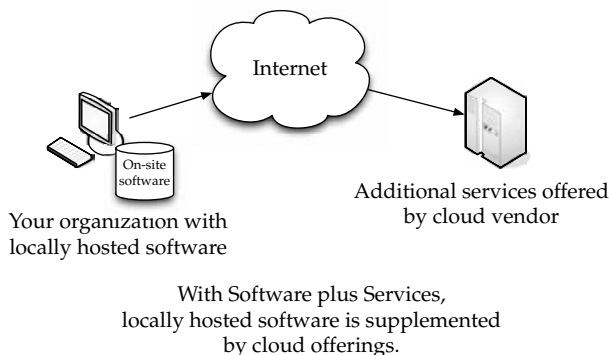 Internet
On-site
software
Your organization with
locally hosted software
Additional services offered
by cloud vendor
With Software plus Services,
locally hosted software is supplemented
by cloud offerings.